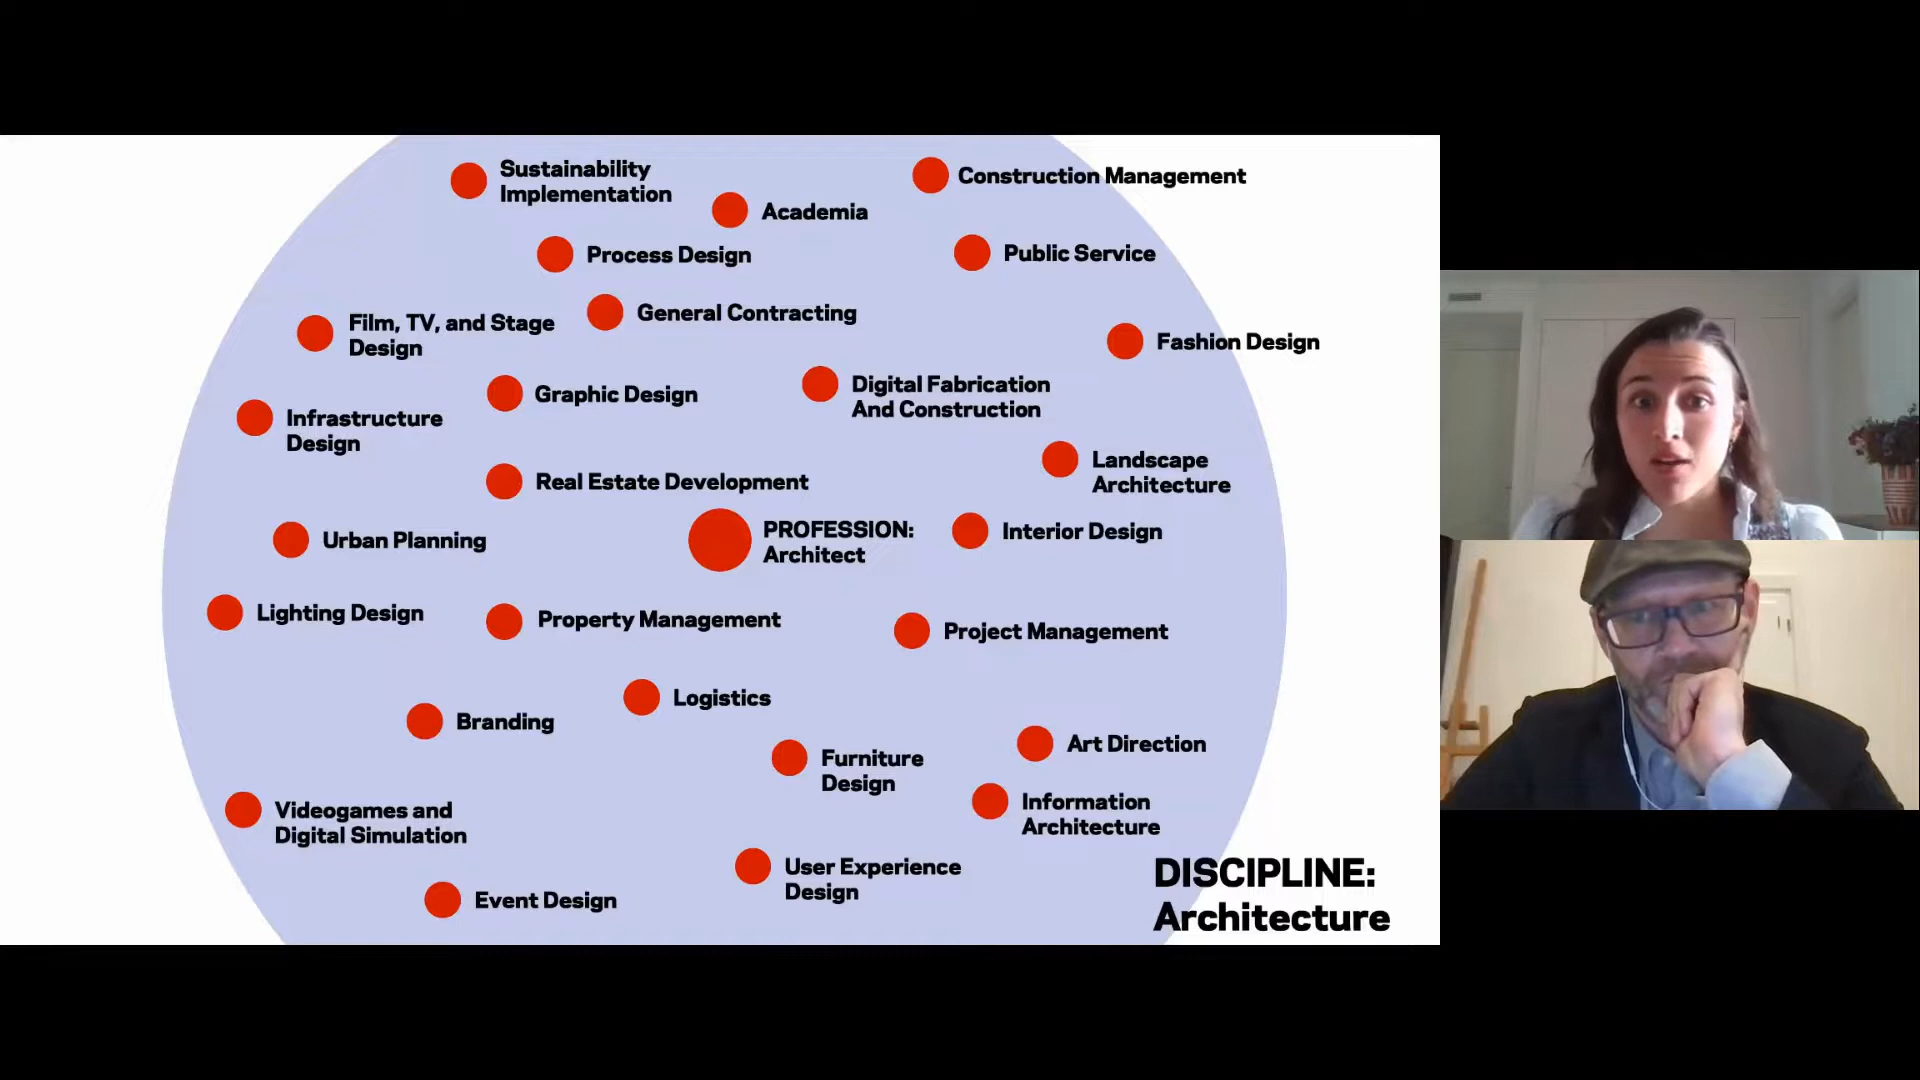 Sustainability
Implementation
Construction Management
Academia
Process Design
Public Service
General Contracting
Film, TV, and Stage
Design
Fashion Design
Graphic Design
Digital Fabrication
And Construction
Infrastructure
Design
Landscape
Architecture
Real Estate Development
PROFESSION:
Architect
Interior Design
Urban Planning
Lighting Design
Property Management
Project Management
Logistics
Branding
Art Direction
Furniture
Design
Information
Architecture
Videogames and
Digital Simulation
User Experience
Design
Event Design
DISCIPLINE:
Architecture